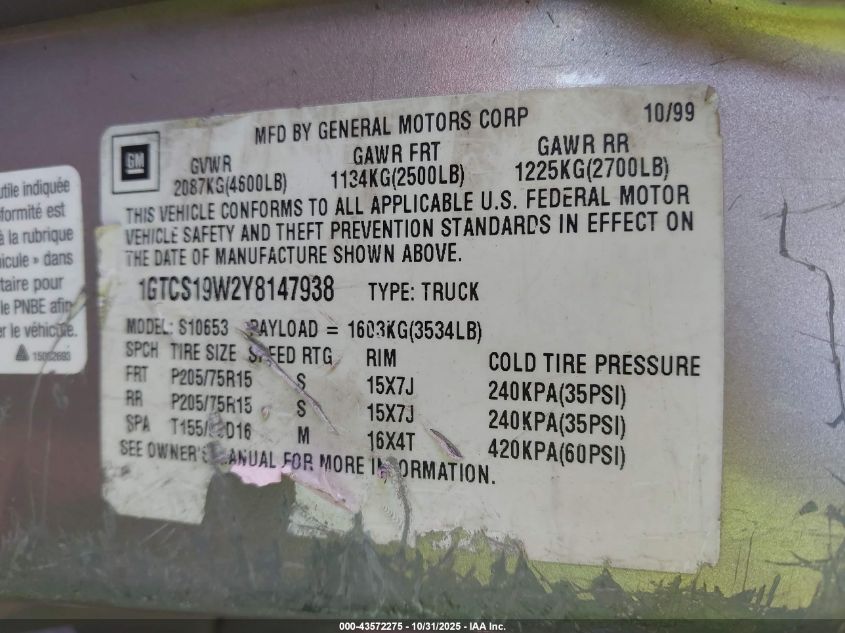 MFD BY GENERAL MOTORS CORP 10/99
GM
GVWR GAWR FRT GAWR RR
2087KG(4600LB) 1134KG(2500LB) 1225KG(2700LB)
THIS VEHICLE CONFORMS TO ALL APPLICABLE U.S. FEDERAL MOTOR
VEHICLE SAFETY AND THEFT PREVENTION STANDARDS IN EFFECT ON
THE DATE OF MANUFACTURE SHOWN ABOVE.
1GTCS19W2Y8147938 TYPE: TRUCK
MODEL: S10653 PAYLOAD = 1603KG(3534LB)
SPCH TIRE SIZE SPEED RTG RIM COLD TIRE PRESSURE
FRT P205/75R15 S 15X7J 240KPA(35PSI)
RR P205/75R15 S 15X7J 240KPA(35PSI)
SPA M 16X4T 420KPA(60PSI)
SEE OWNER'S MANUAL FOR MORE INFORMATION.
utile indiquée
formité est
à la rubrique
hicule » dans
taire pour
le PNBE afin
er le véhicule.
000-43572275 - 10/31/2025 - IAA Inc.